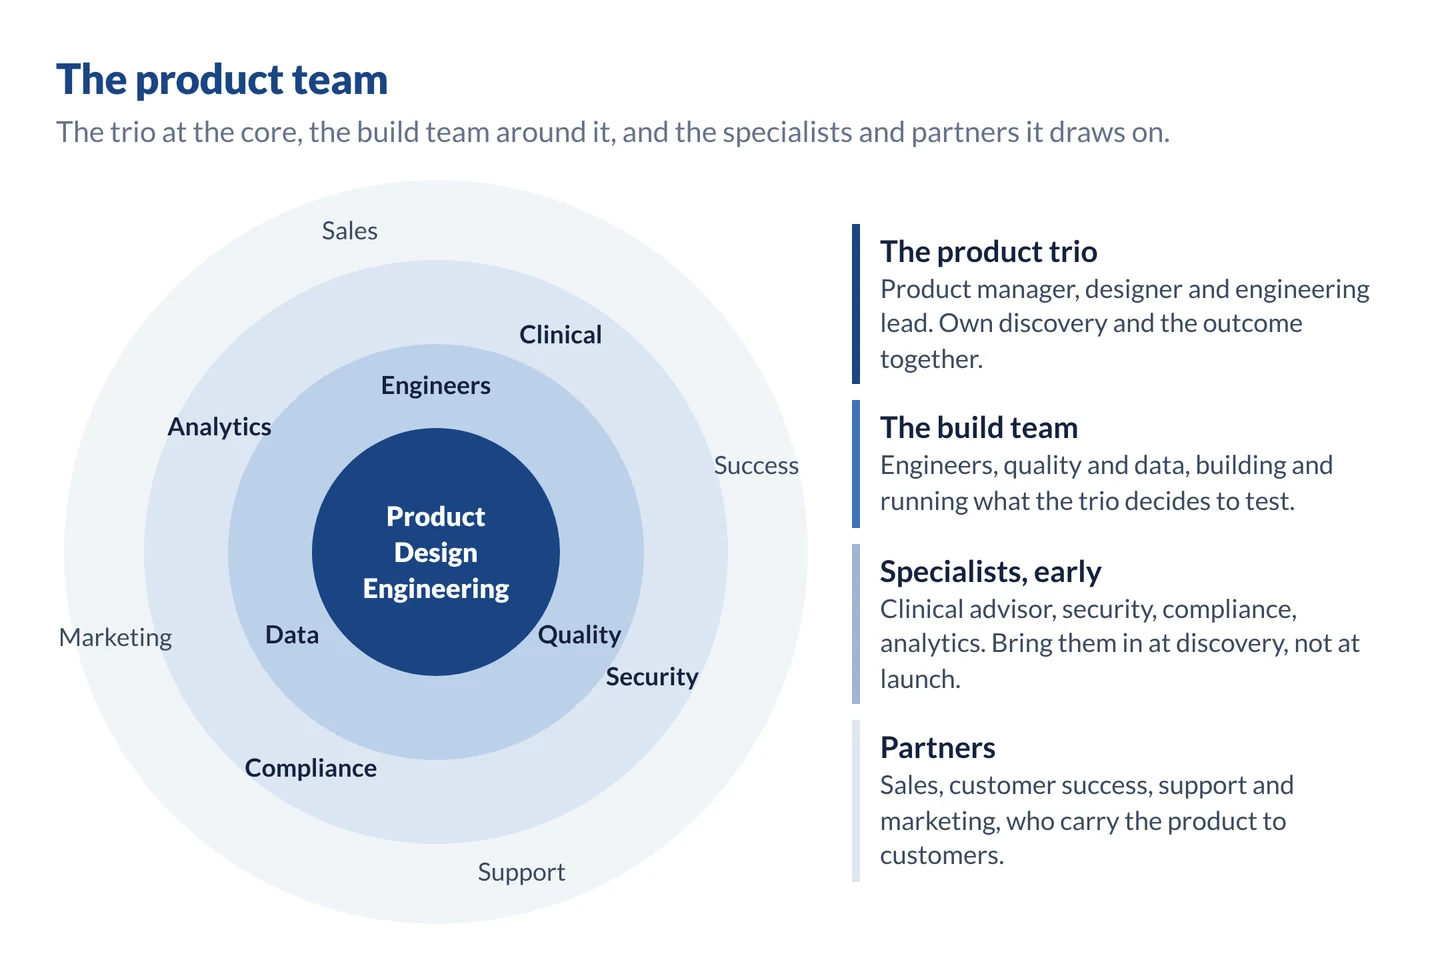 The product team
The trio at the core, the build team around it, and the specialists and partners it draws on.
Sales
Clinical
Engineers
Analytics
Success
Product
Design
Engineering
Marketing
Data
Quality
Security
Compliance
Support
The product trio
Product manager, designer and engineering
lead. Own discovery and the outcome
together.
The build team
Engineers, quality and data, building and
running what the trio decides to test.
Specialists, early
Clinical advisor, security, compliance,
analytics. Bring them in at discovery, not at
launch.
Partners
Sales, customer success, support and
marketing, who carry the product to
customers.